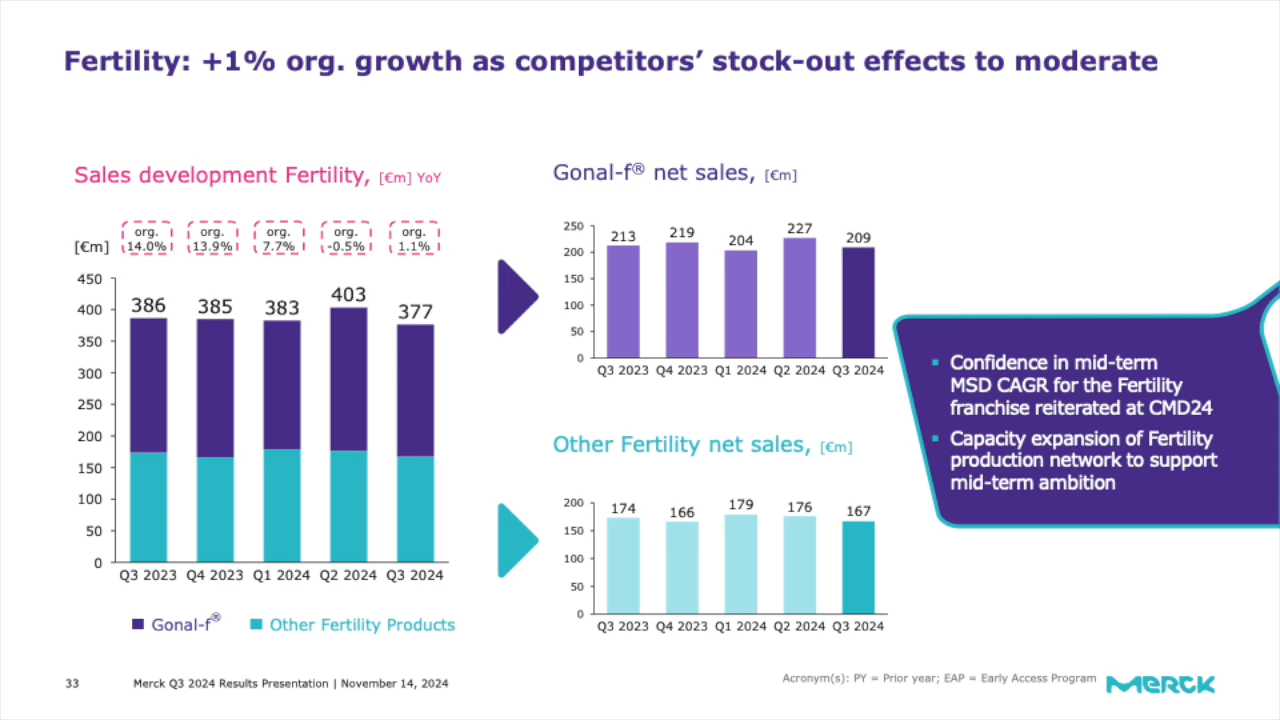 Fertility: +1% org. growth as competitors’ stock-out effects to moderate
Sales development Fertility, [€m] YoY
[€m]
org.
14.0%
org.
13.9%
org.
7.7%
org.
-0.5%
org.
1.1%
450
400
350
300
250
200
150
100
50
0
386
385
383
403
377
Q3 2023 Q4 2023 Q1 2024 Q2 2024 Q3 2024
Gonal-f®
Other Fertility Products
Gonal-f® net sales, [€m]
250
200
150
100
50
0
213
219
204
227
209
Q3 2023 Q4 2023 Q1 2024 Q2 2024 Q3 2024
Other Fertility net sales, [€m]
200
150
100
50
0
174
166
179
176
167
Q3 2023 Q4 2023 Q1 2024 Q2 2024 Q3 2024
▪ Confidence in mid-term
MSD CAGR for the Fertility
franchise reiterated at CMD24
▪ Capacity expansion of Fertility
production network to support
mid-term ambition
33
Merck Q3 2024 Results Presentation | November 14, 2024
Acronym(s): PY = Prior year; EAP = Early Access Program
MERCK